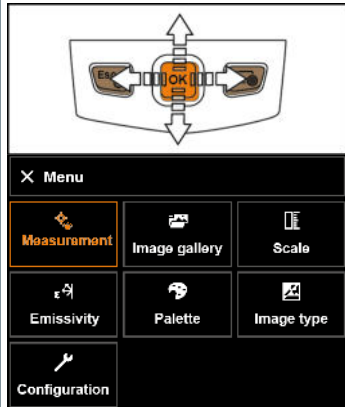 Esc
OK
× Menu
Measurement
Image gallery
Scale
ε
Emissivity
Palette
Image type
Configuration